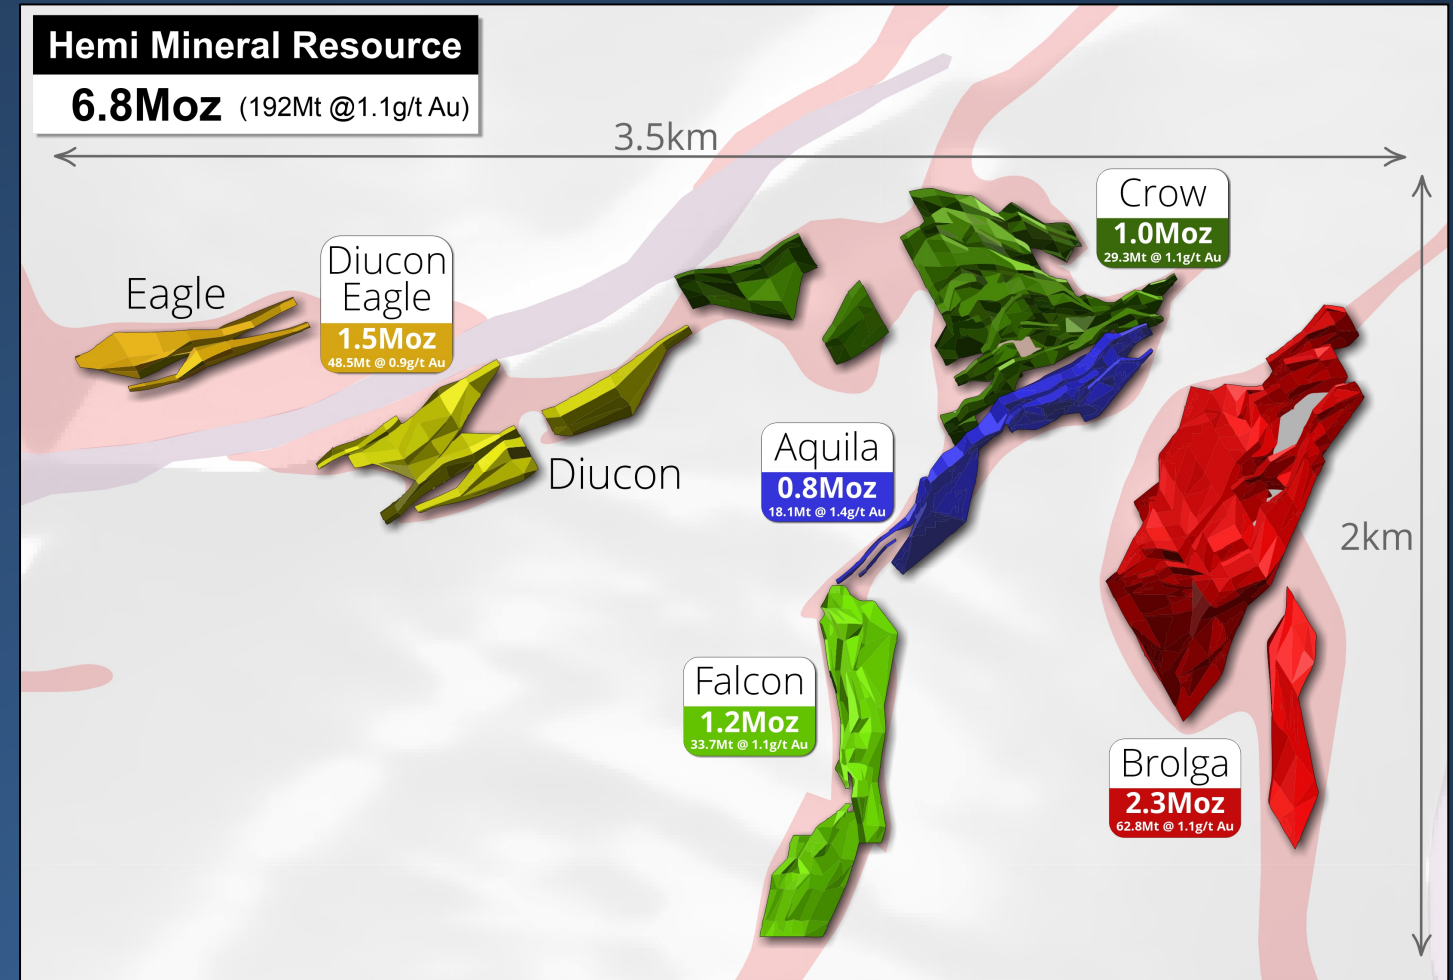 Hemi Mineral Resource
6.8Moz (192Mt @1.1g/t Au)
3.5km
Crow
1.0Moz
29.3Mt @ 1.1g/t Au
Eagle
Diucon
Eagle
1.5Moz
48.5Mt @ 0.9g/t Au
Diucon
Aquila
0.8Moz
18.1Mt @ 1.4g/t Au
2km
Falcon
1.2Moz
33.7Mt @ 1.1g/t Au
Brolga
2.3Moz
62.8Mt @ 1.1g/t Au